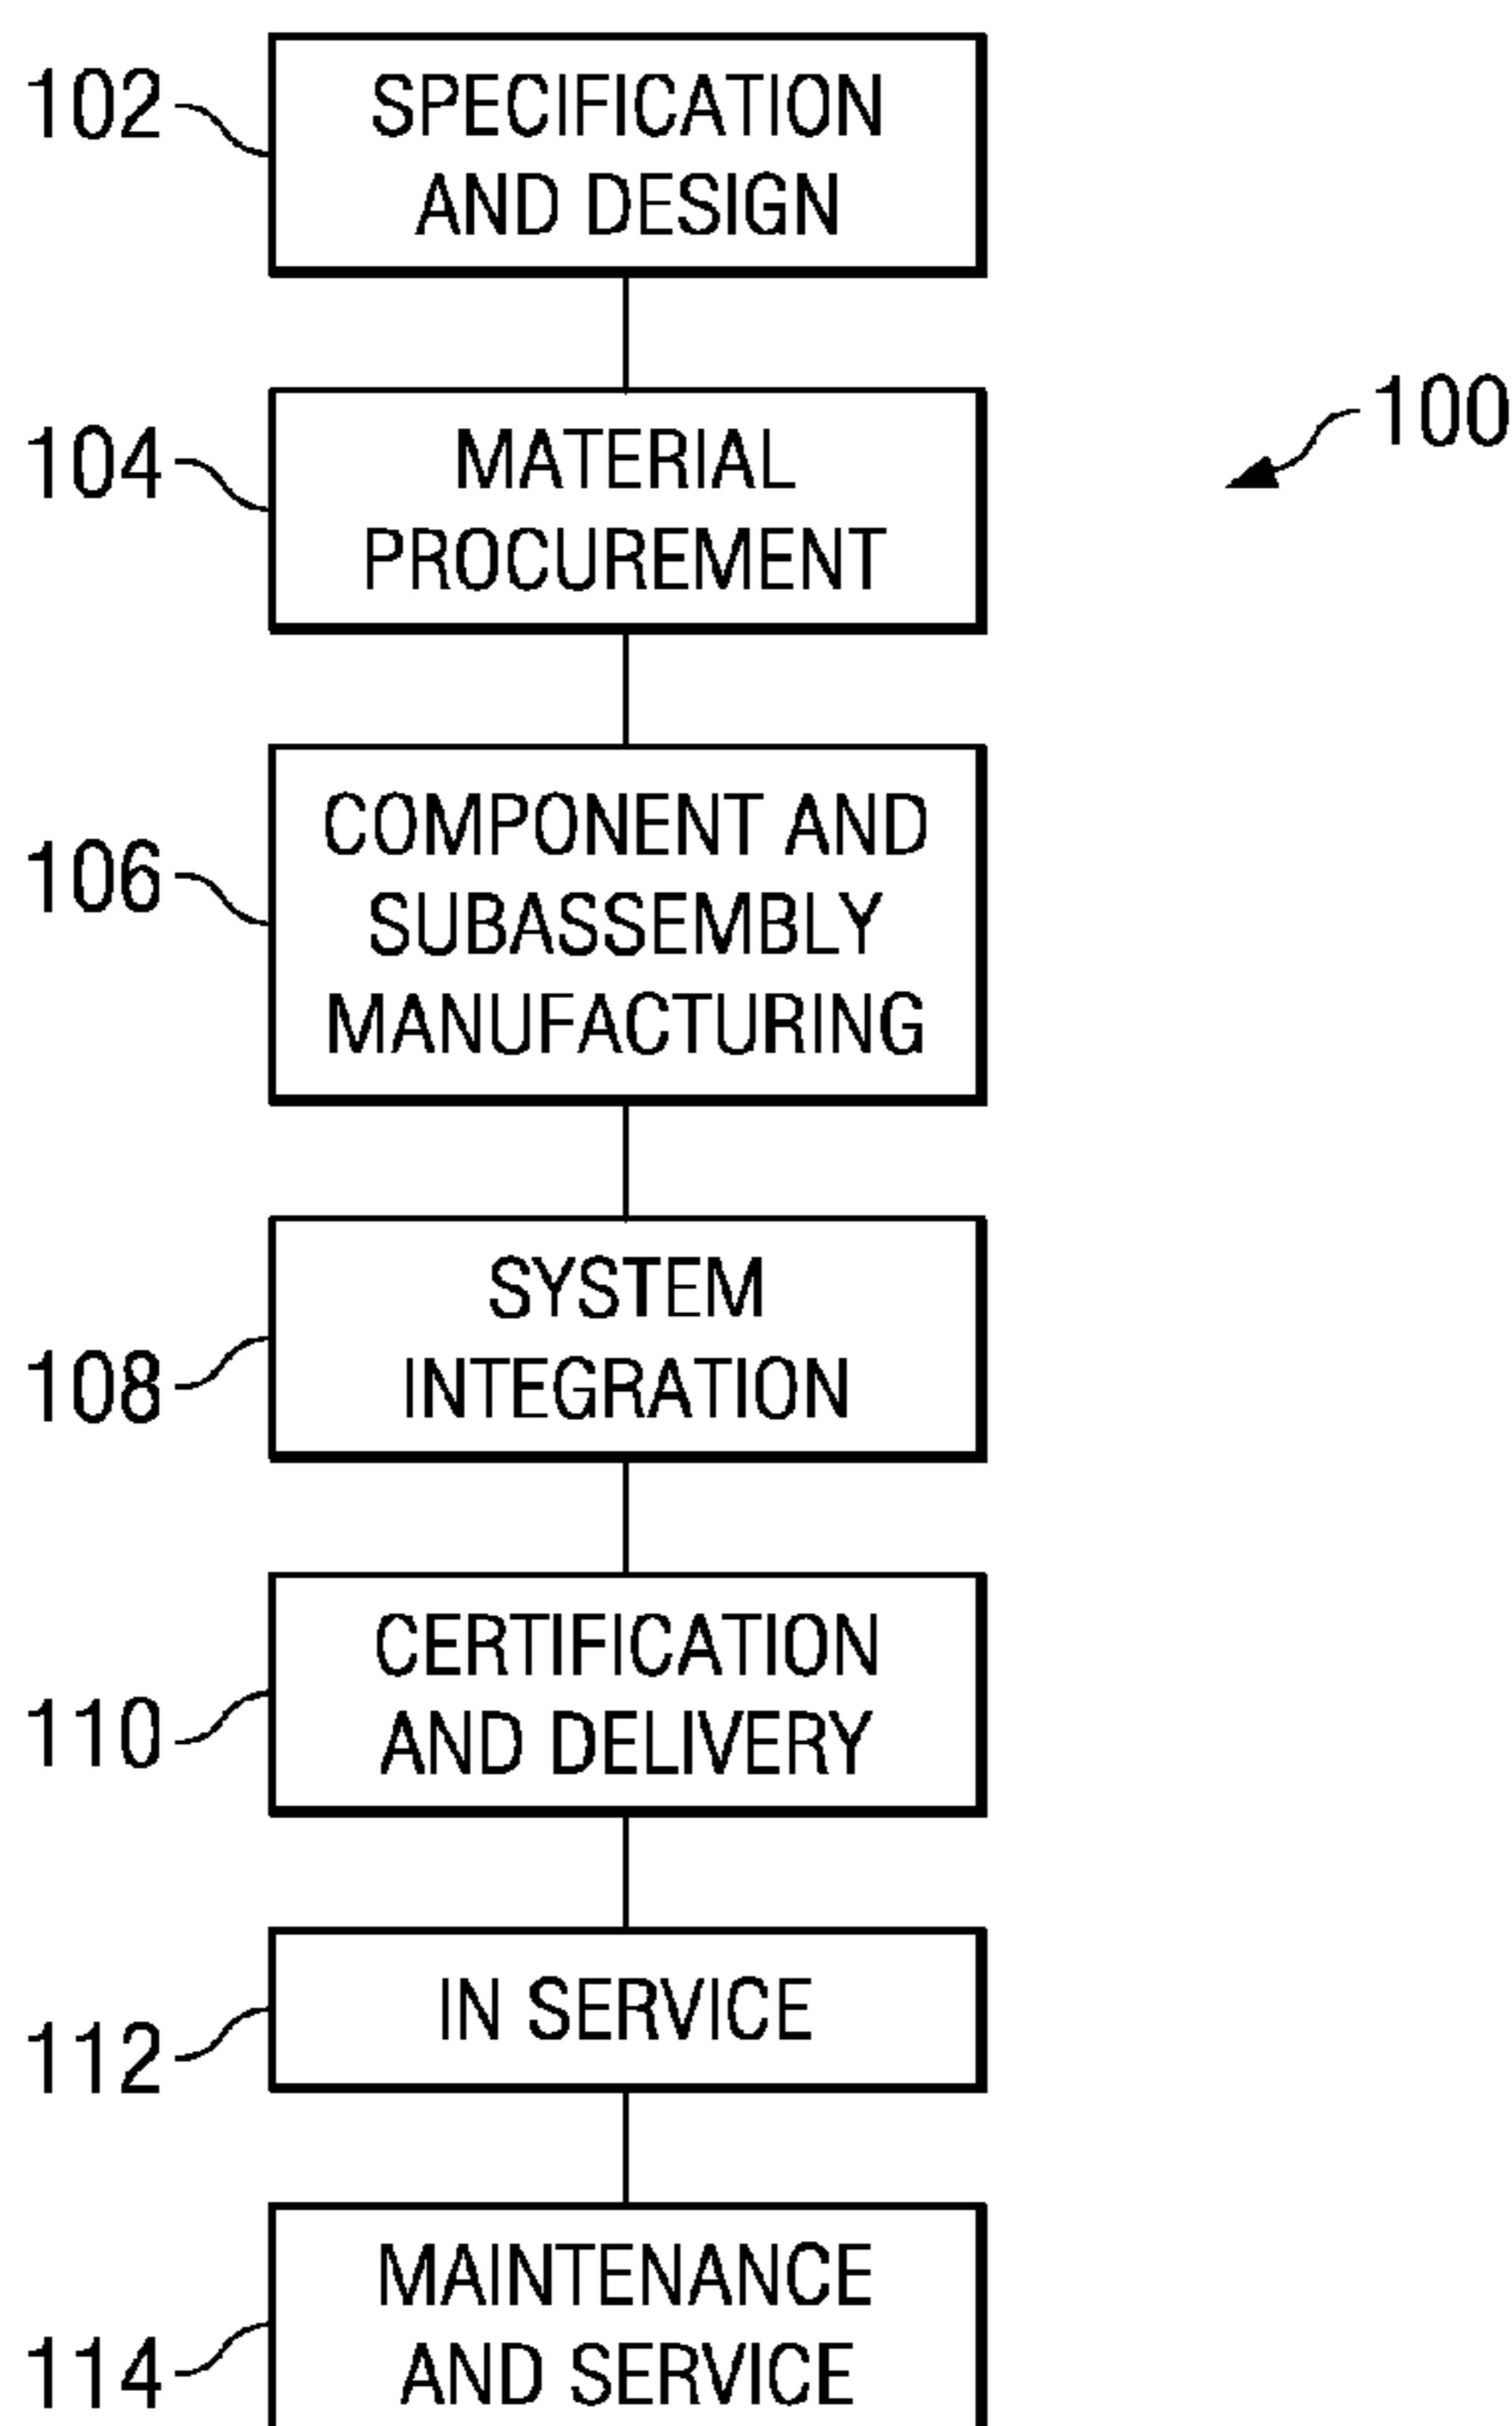 102
SPECIFICATION
AND DESIGN
100
104
MATERIAL
PROCUREMENT
106
COMPONENT AND
SUBASSEMBLY
MANUFACTURING
108
SYSTEM
INTEGRATION
110
CERTIFICATION
AND DELIVERY
112
IN SERVICE
114
MAINTENANCE
AND SERVICE